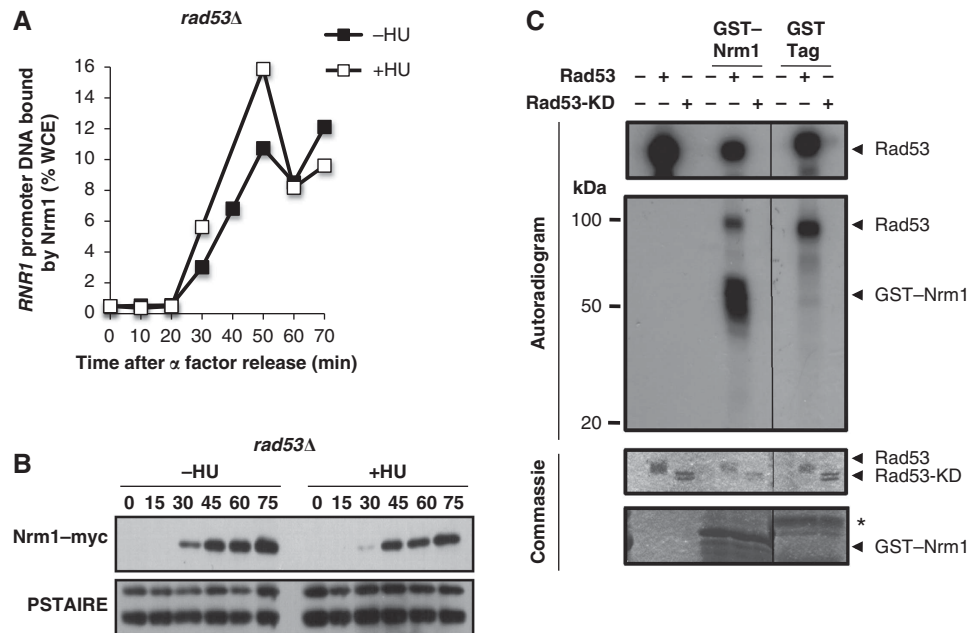 A
rad53Δ
–HU
+HU
RNR1 promoter DNA bound
by Nrm1 (% WCE)
16
14
12
10
8
6
4
2
0
0 10 20 30 40 50 60 70
Time after α factor release (min)
B
rad53Δ
–HU +HU
0 15 30 45 60 75 0 15 30 45 60 75
Nrm1–myc
PSTAIRE
C
GST–
Nrm1
GST
Tag
Rad53 – + – – + – – + –
Rad53-KD – – + – – + – – +
Rad53
kDa
100
Rad53
50
GST–Nrm1
20
Autoradiogram
Rad53
Rad53-KD
*
GST–Nrm1
Commassie